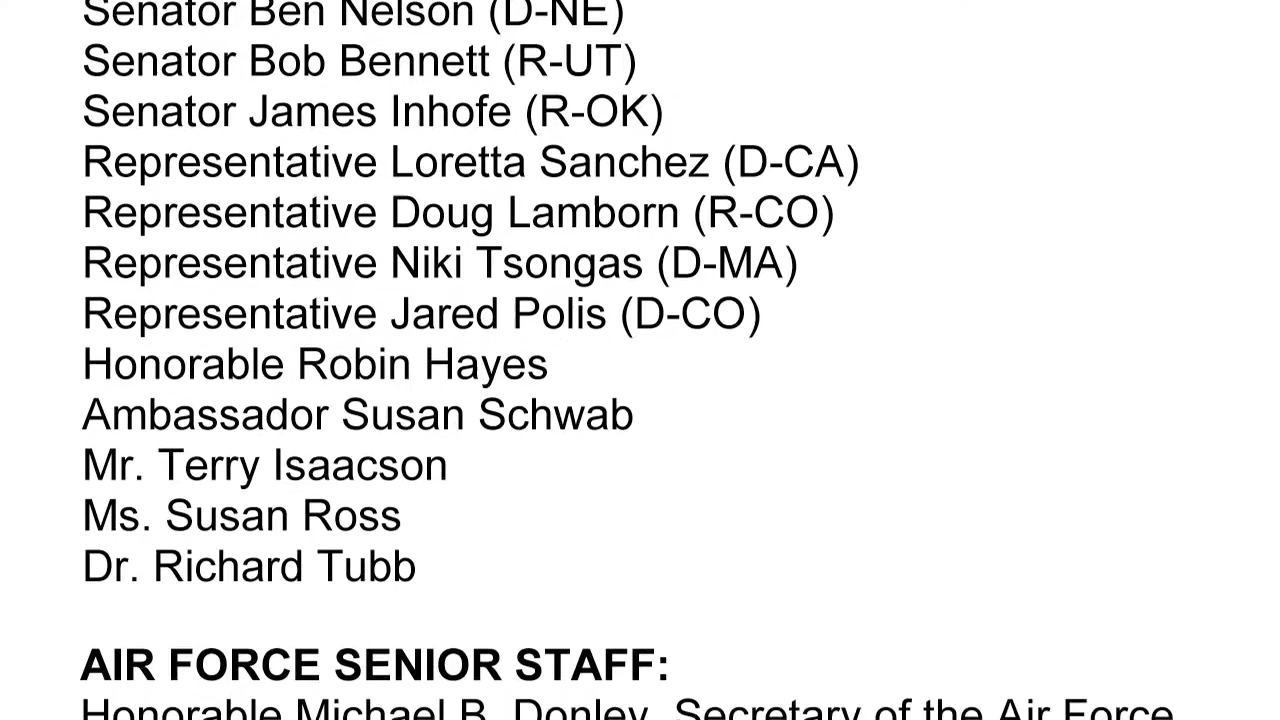 Senator Ben Nelson (D-NE)
Senator Bob Bennett (R-UT)
Senator James Inhofe (R-OK)
Representative Loretta Sanchez (D-CA)
Representative Doug Lamborn (R-CO)
Representative Niki Tsongas (D-MA)
Representative Jared Polis (D-CO)
Honorable Robin Hayes
Ambassador Susan Schwab
Mr. Terry Isaacson
Ms. Susan Ross
Dr. Richard Tubb
AIR FORCE SENIOR STAFF:
Honorable Michael B. Donley, Secretary of the Air Force